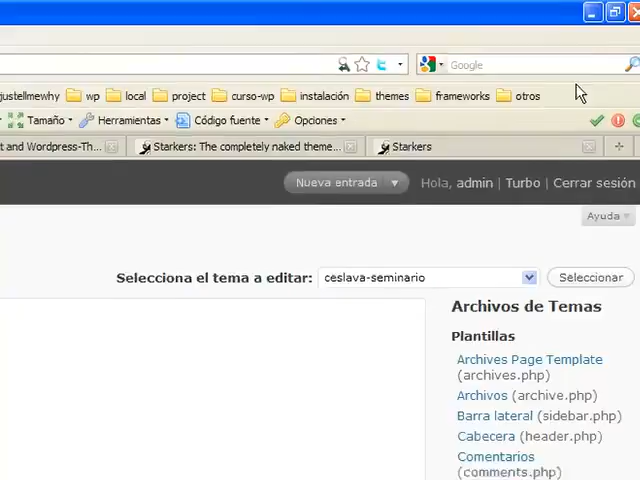 Google
justellmewhy wp local project curso-wp instalación themes frameworks otros
Tamaño Herramientas Código fuente Opciones
t and Wordpress-Th... Starkers: The completely naked theme... Starkers
Nueva entrada Hola, admin | Turbo | Cerrar sesión
Ayuda
Selecciona el tema a editar: ceslava-seminario Seleccionar
Archivos de Temas
Plantillas
Archives Page Template
(archives.php)
Archivos (archive.php)
Barra lateral (sidebar.php)
Cabecera (header.php)
Comentarios
(comments.php)